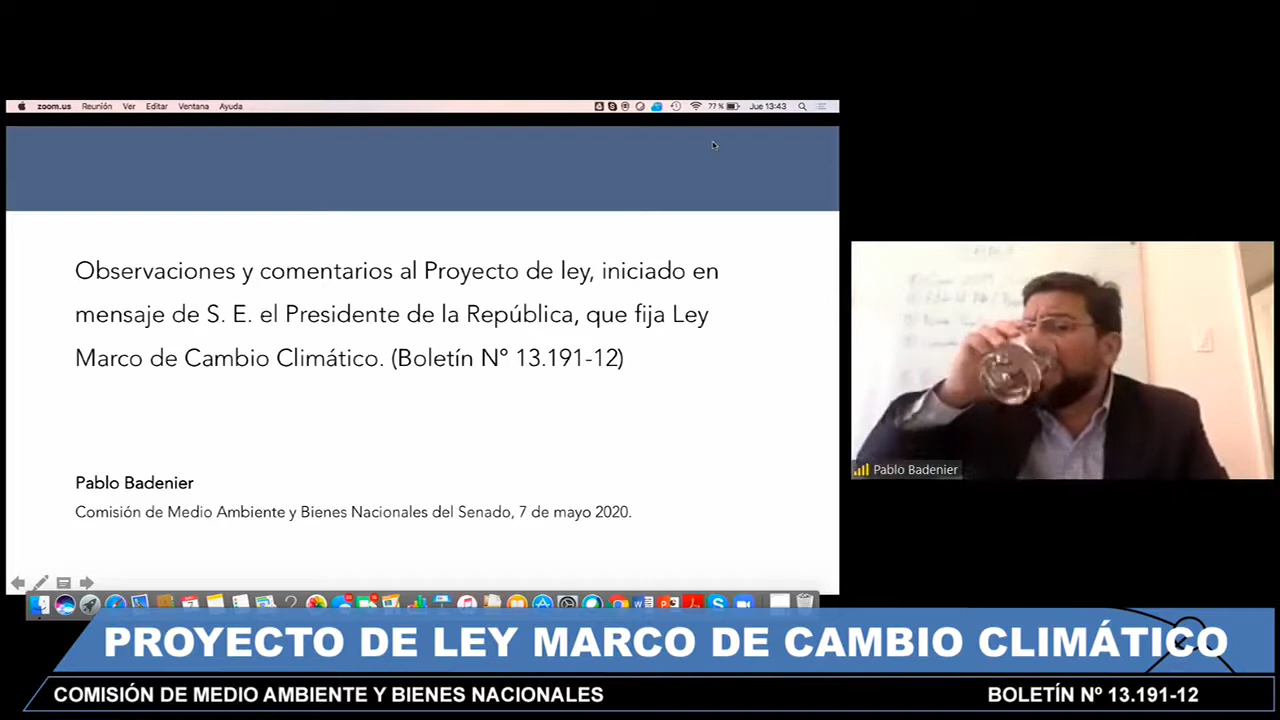 zoom.us Reunión Ver Editar Ventana Ayuda
77 % Jue 13:43
Observaciones y comentarios al Proyecto de ley, iniciado en
mensaje de S. E. el Presidente de la República, que fija Ley
Marco de Cambio Climático. (Boletín N° 13.191-12)
Pablo Badenier
Comisión de Medio Ambiente y Bienes Nacionales del Senado, 7 de mayo 2020.
Pablo Badenier
PROYECTO DE LEY MARCO DE CAMBIO CLIMÁTICO
COMISIÓN DE MEDIO AMBIENTE Y BIENES NACIONALES
BOLETÍN Nº 13.191-12